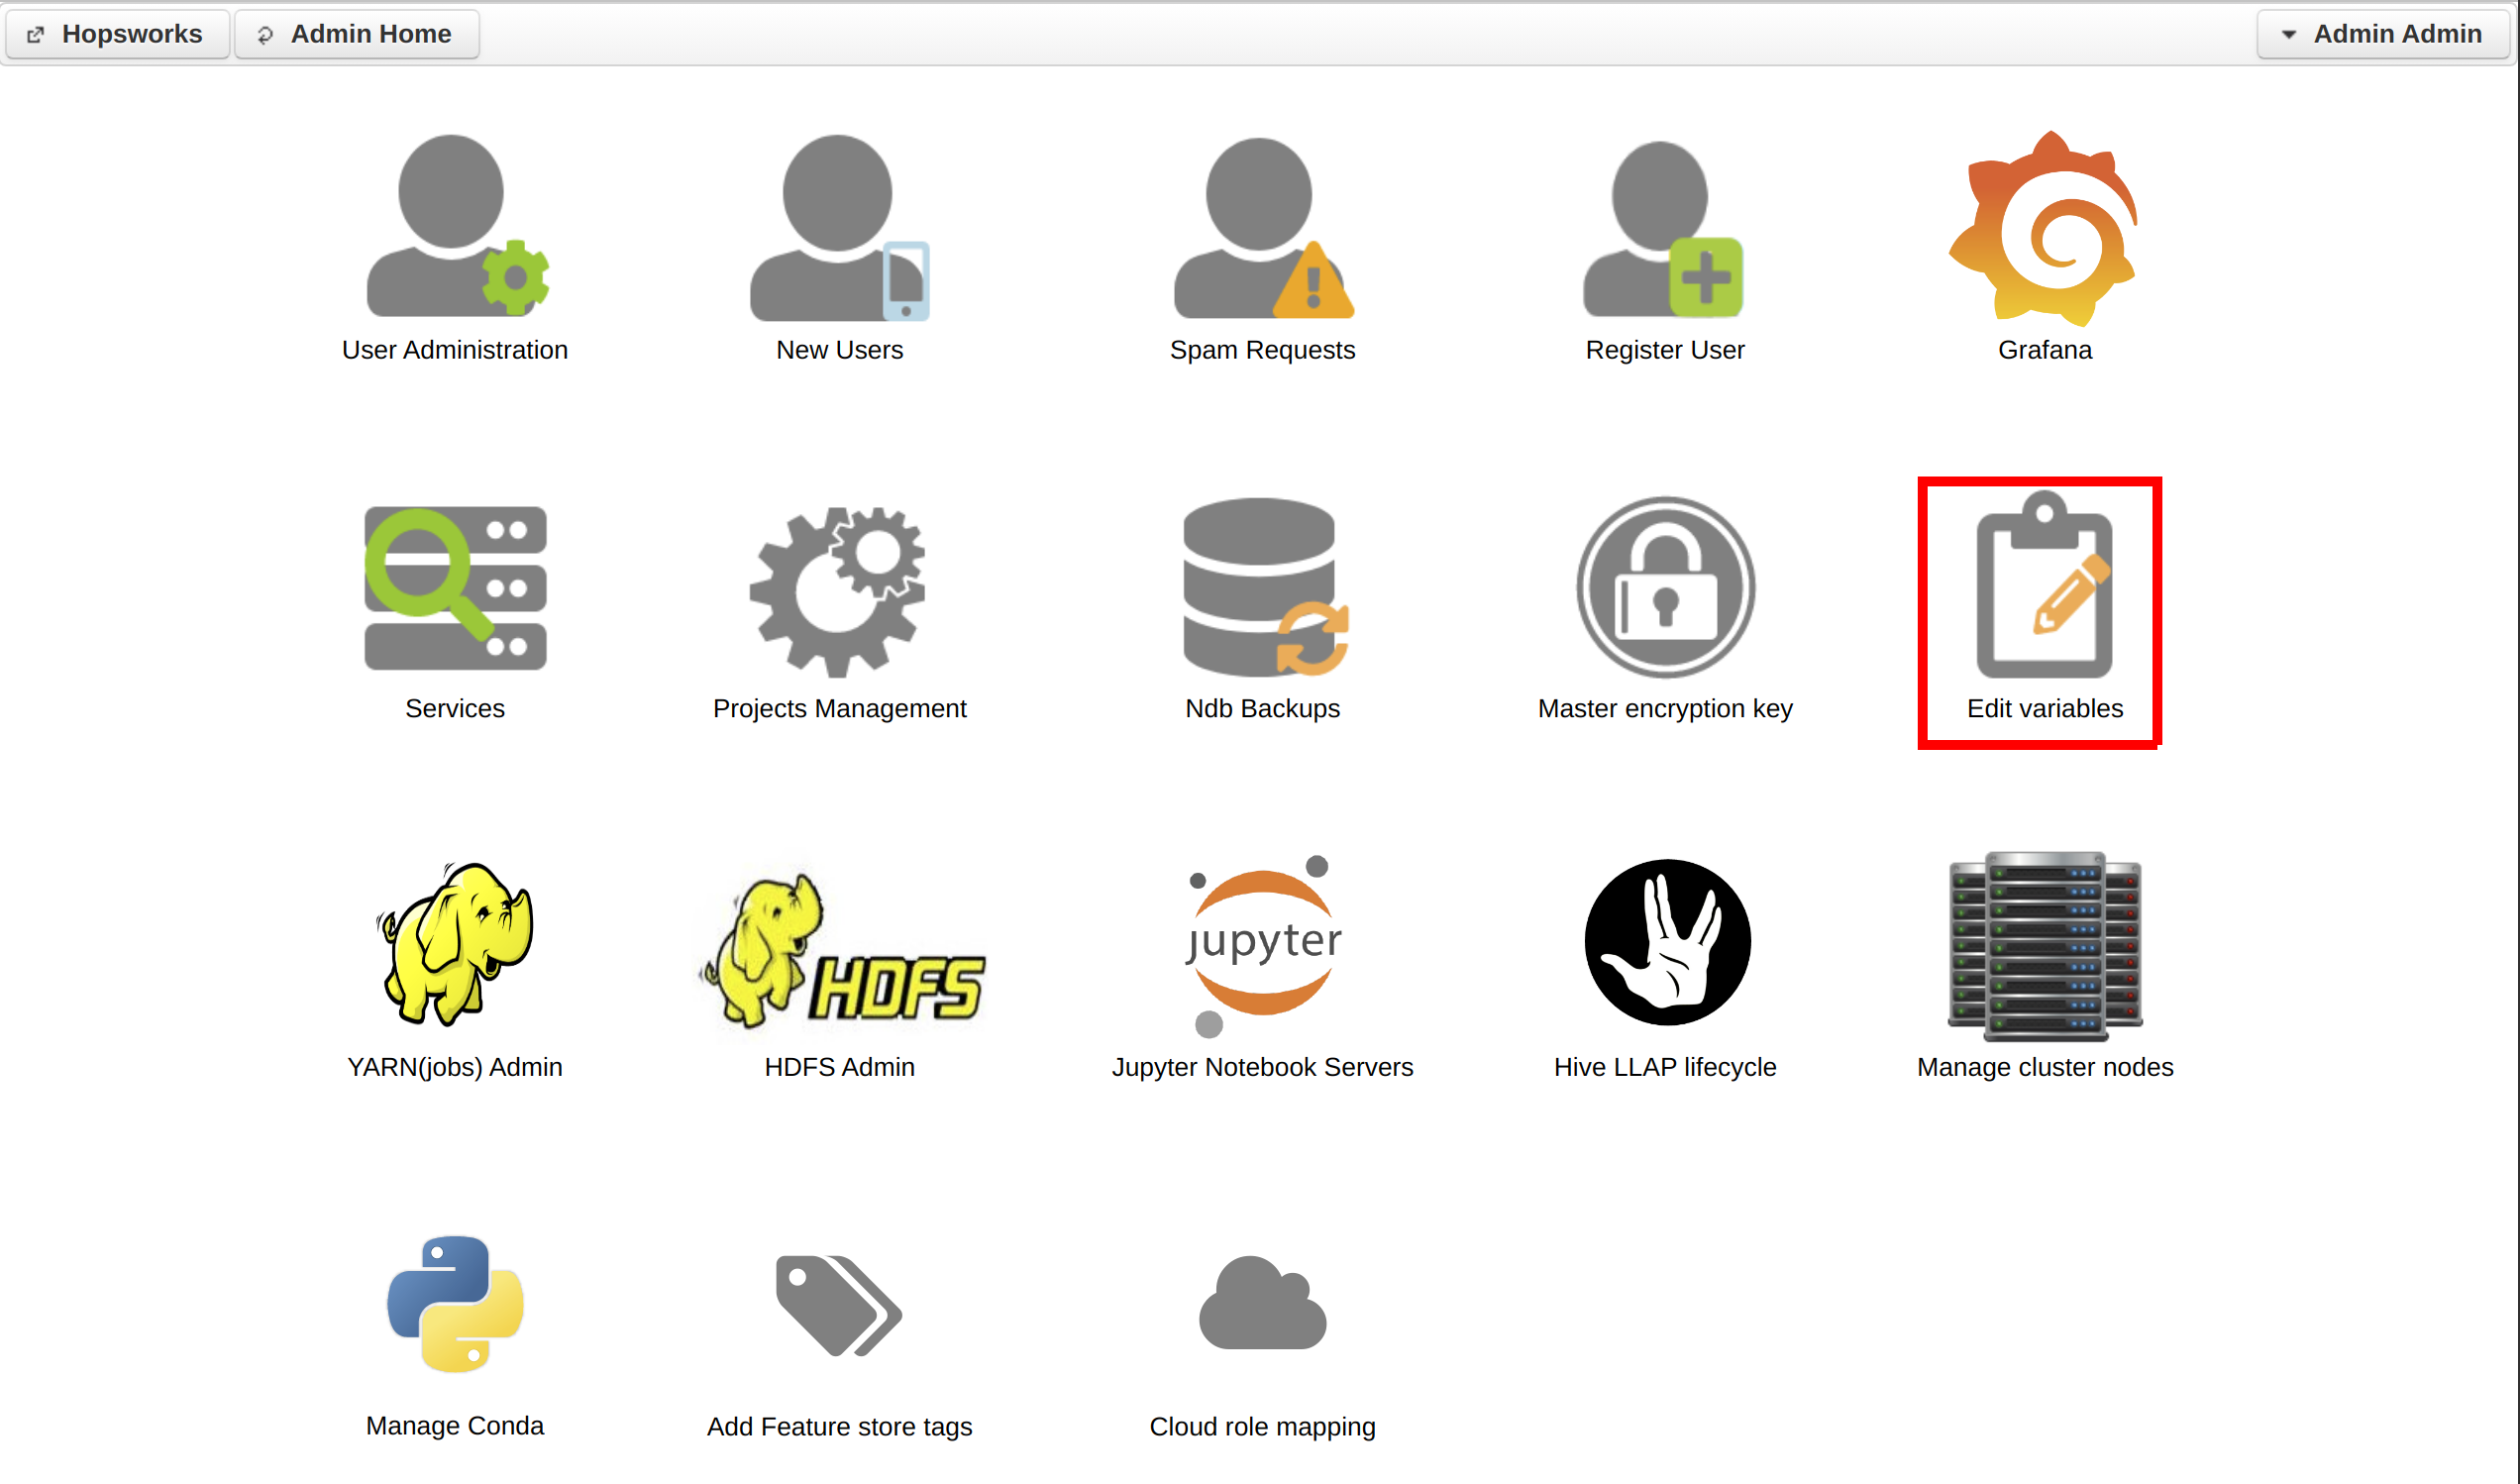 Hopsworks Admin Home Admin Admin
User Administration New Users Spam Requests Register User Grafana
Services Projects Management Ndb Backups Master encryption key Edit variables
HDFS
jupyter
YARN(jobs) Admin HDFS Admin Jupyter Notebook Servers Hive LLAP lifecycle Manage cluster nodes
Manage Conda Add Feature store tags Cloud role mapping